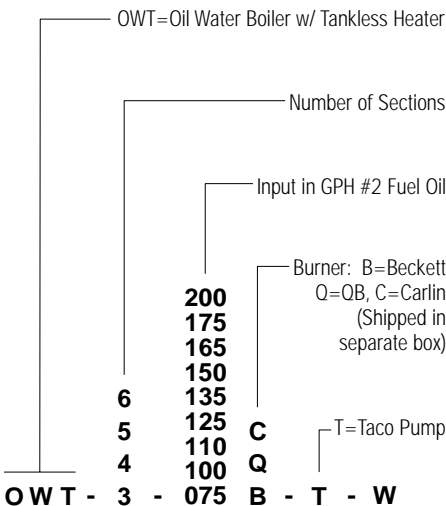 OWT=Oil Water Boiler w/ Tankless Heater
Number of Sections
Input in GPH #2 Fuel Oil
Burner: B=Beckett
Q=QB, C=Carlin
(Shipped in
separate box)
200
175
165
150
135
125
110
100
6
5
4
C
Q
T=Taco Pump
OWT - 3 - 075 B - T - W